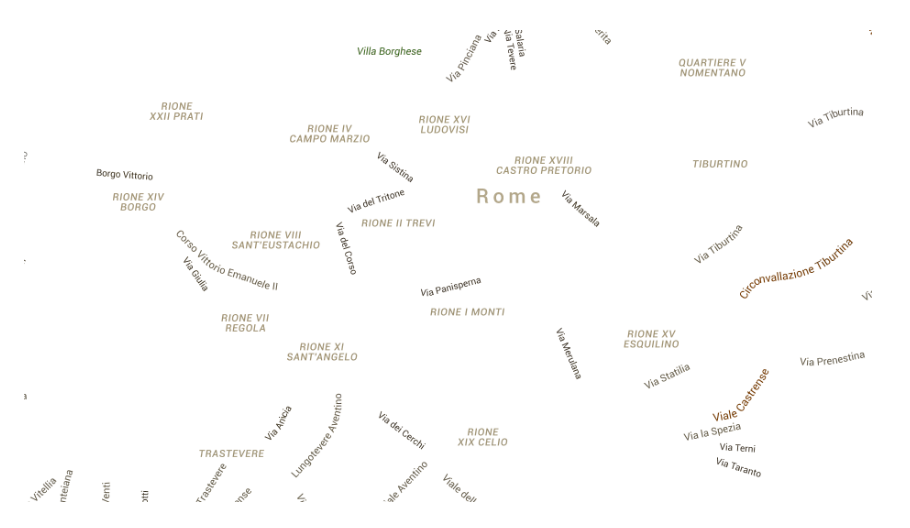 Villa Borghese
Via Pinciana
Salaria
Via Tevere
QUARTIERE V
NOMENTANO
RIONE
XXII PRATI
RIONE IV
CAMPO MARZIO
RIONE XVI
LUDOVISI
Via Tiburtina
Via Sistina
RIONE XVIII
CASTRO PRETORIO
TIBURTINO
Borgo Vittorio
RIONE XIV
BORGO
Via del Tritone
Rome
Via Marsala
RIONE II TREVI
RIONE VIII
SANT'EUSTACHIO
Via del Corso
Via Tiburtina
Corso Vittorio Emanuele II
Via Giulia
Circonvallazione Tiburtina
Via Panisperna
RIONE I MONTI
RIONE VII
REGOLA
RIONE XI
SANT'ANGELO
Via Merulana
RIONE XV
ESQUILINO
Via Prenestina
Via Statilia
Viale Castrense
Via Anicia
Lungotevere Aventino
Via dei Cerchi
RIONE
XIX CELIO
Via la Spezia
Via Terni
Via Taranto
TRASTEVERE
Vitellia
Trastevere
Aventino